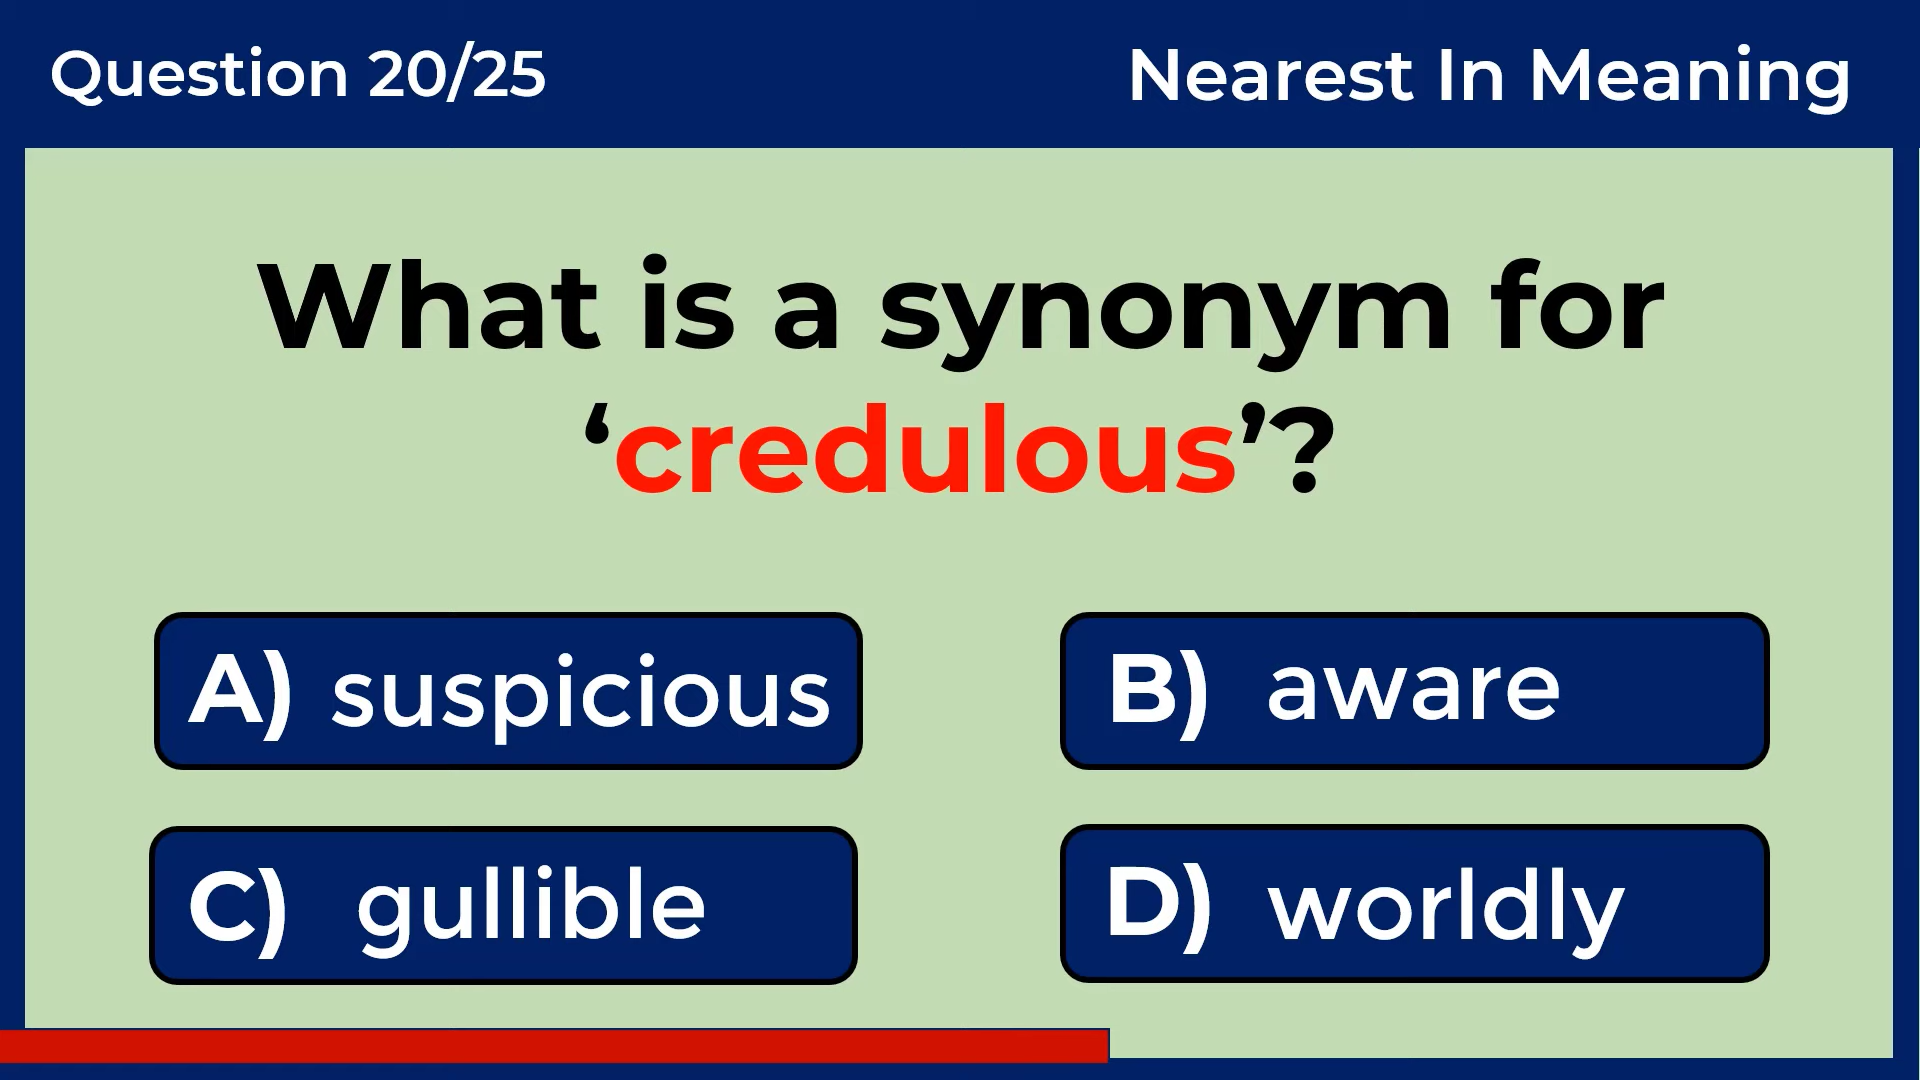 Question 20/25
Nearest In Meaning
What is a synonym for
‘credulous’?
A) suspicious
B) aware
C) gullible
D) worldly